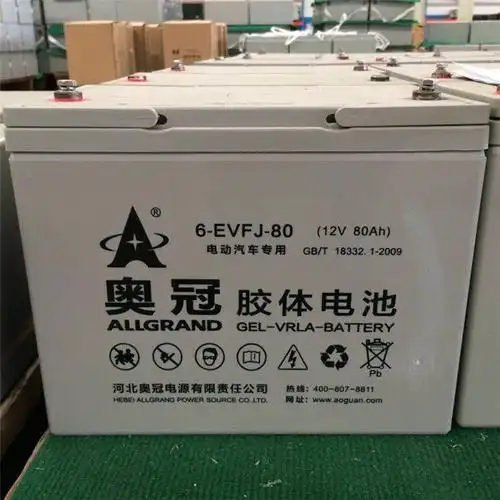 ®
6-EVFJ-80 (12V 80Ah)
电动汽车专用 GB/T 18332.1-2009
奥冠 胶体电池
ALLGRAND GEL-VRLA-BATTERY
Pb
河北奥冠电源有限责任公司 热线: 400-807-8811
HEBEI ALLGRAND POWER SOURCE CO.,LTD. 网址: www.aoguan.com